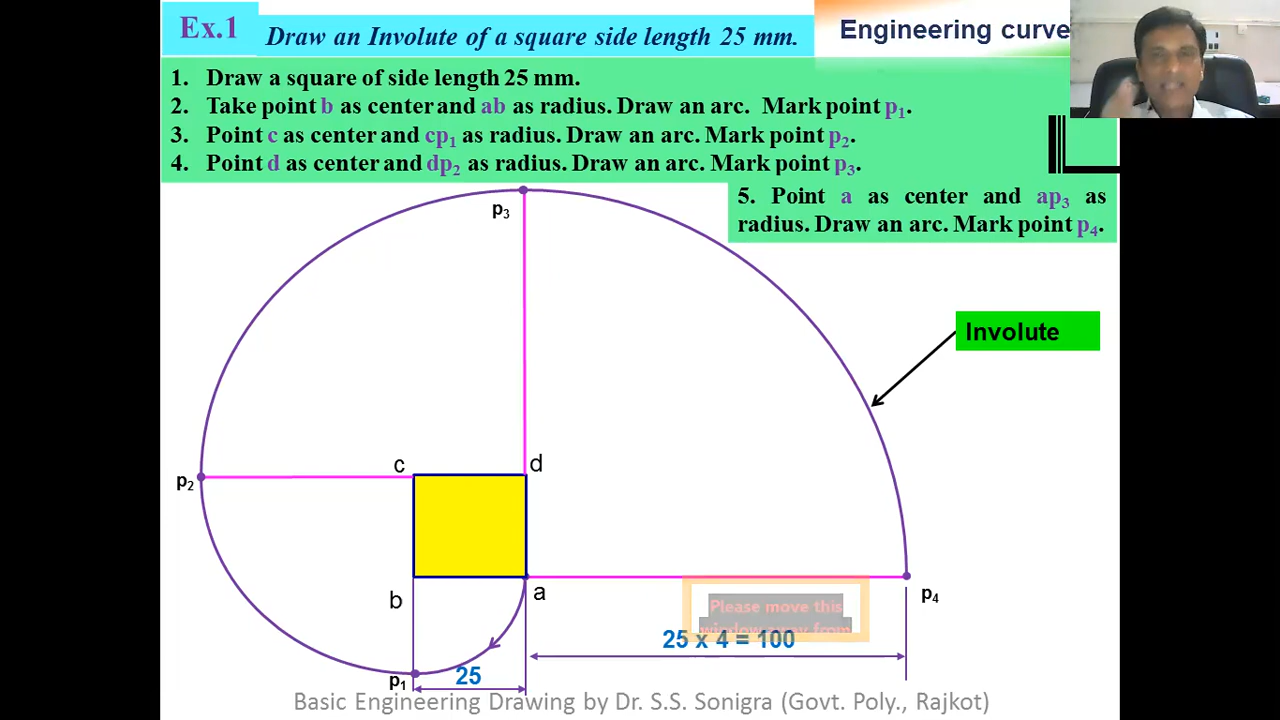 Ex.1
Draw an Involute of a square side length 25 mm.
Engineering curve
1. Draw a square of side length 25 mm.
2. Take point b as center and ab as radius. Draw an arc. Mark point p1.
3. Point c as center and cp1 as radius. Draw an arc. Mark point p2.
4. Point d as center and dp2 as radius. Draw an arc. Mark point p3.
5. Point a as center and ap3 as
radius. Draw an arc. Mark point p4.
p3
Involute
c
d
p2
b
a
p4
Please move this
window away from
25 x 4 = 100
25
p1
Basic Engineering Drawing by Dr. S.S. Sonigra (Govt. Poly., Rajkot)